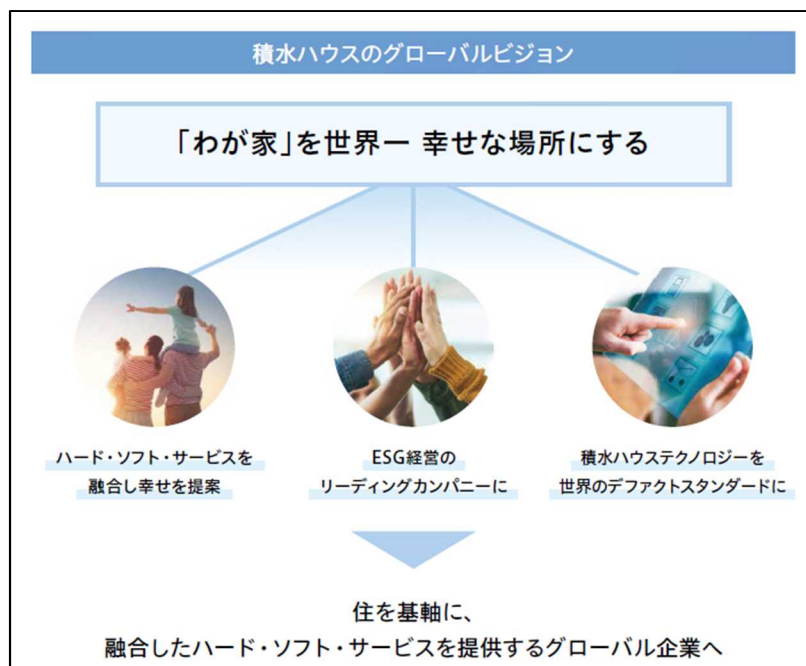 積水ハウスのグローバルビジョン
「わが家」を世界一 幸せな場所にする
ハード・ソフト・サービスを
融合し幸せを提案
ESG経営の
リーディングカンパニーに
積水ハウステクノロジーを
世界のデファクトスタンダードに
住を基軸に、
融合したハード・ソフト・サービスを提供するグローバル企業へ